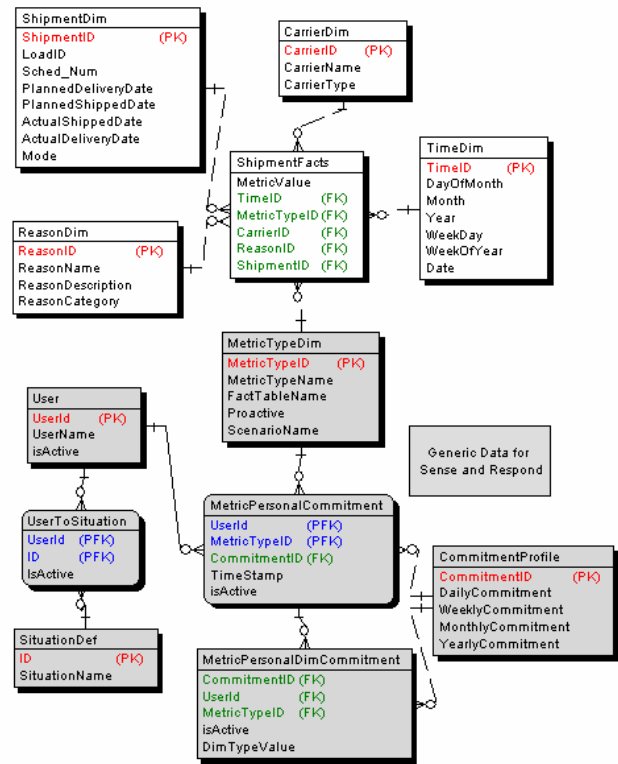 ShipmentDim
ShipmentID (PK)
LoadID
Sched_Num
PlannedDeliveryDate
PlannedShippedDate
ActualShippedDate
ActualDeliveryDate
Mode
CarrierDim
CarrierID (PK)
CarrierName
CarrierType
ShipmentFacts
MetricValue
TimeID (FK)
MetricTypeID (FK)
CarrierID (FK)
ReasonID (FK)
ShipmentID (FK)
TimeDim
TimeID (PK)
DayOfMonth
Month
Year
WeekDay
WeekOfYear
Date
ReasonDim
ReasonID (PK)
ReasonName
ReasonDescription
ReasonCategory
MetricTypeDim
MetricTypeID (PK)
MetricTypeName
FactTableName
Proactive
ScenarioName
User
UserId (PK)
UserName
isActive
Generic Data for
Sense and Respond
UserToSituation
UserId (PFK)
ID (PFK)
IsActive
MetricPersonalCommitment
UserId (PFK)
MetricTypeID (PFK)
CommitmentID (FK)
TimeStamp
isActive
CommitmentProfile
CommitmentID (PK)
DailyCommitment
WeeklyCommitment
MonthlyCommitment
YearlyCommitment
SituationDef
ID (PK)
SituationName
MetricPersonalDimCommitment
CommitmentID (FK)
UserId (FK)
MetricTypeID (FK)
isActive
DimTypeValue